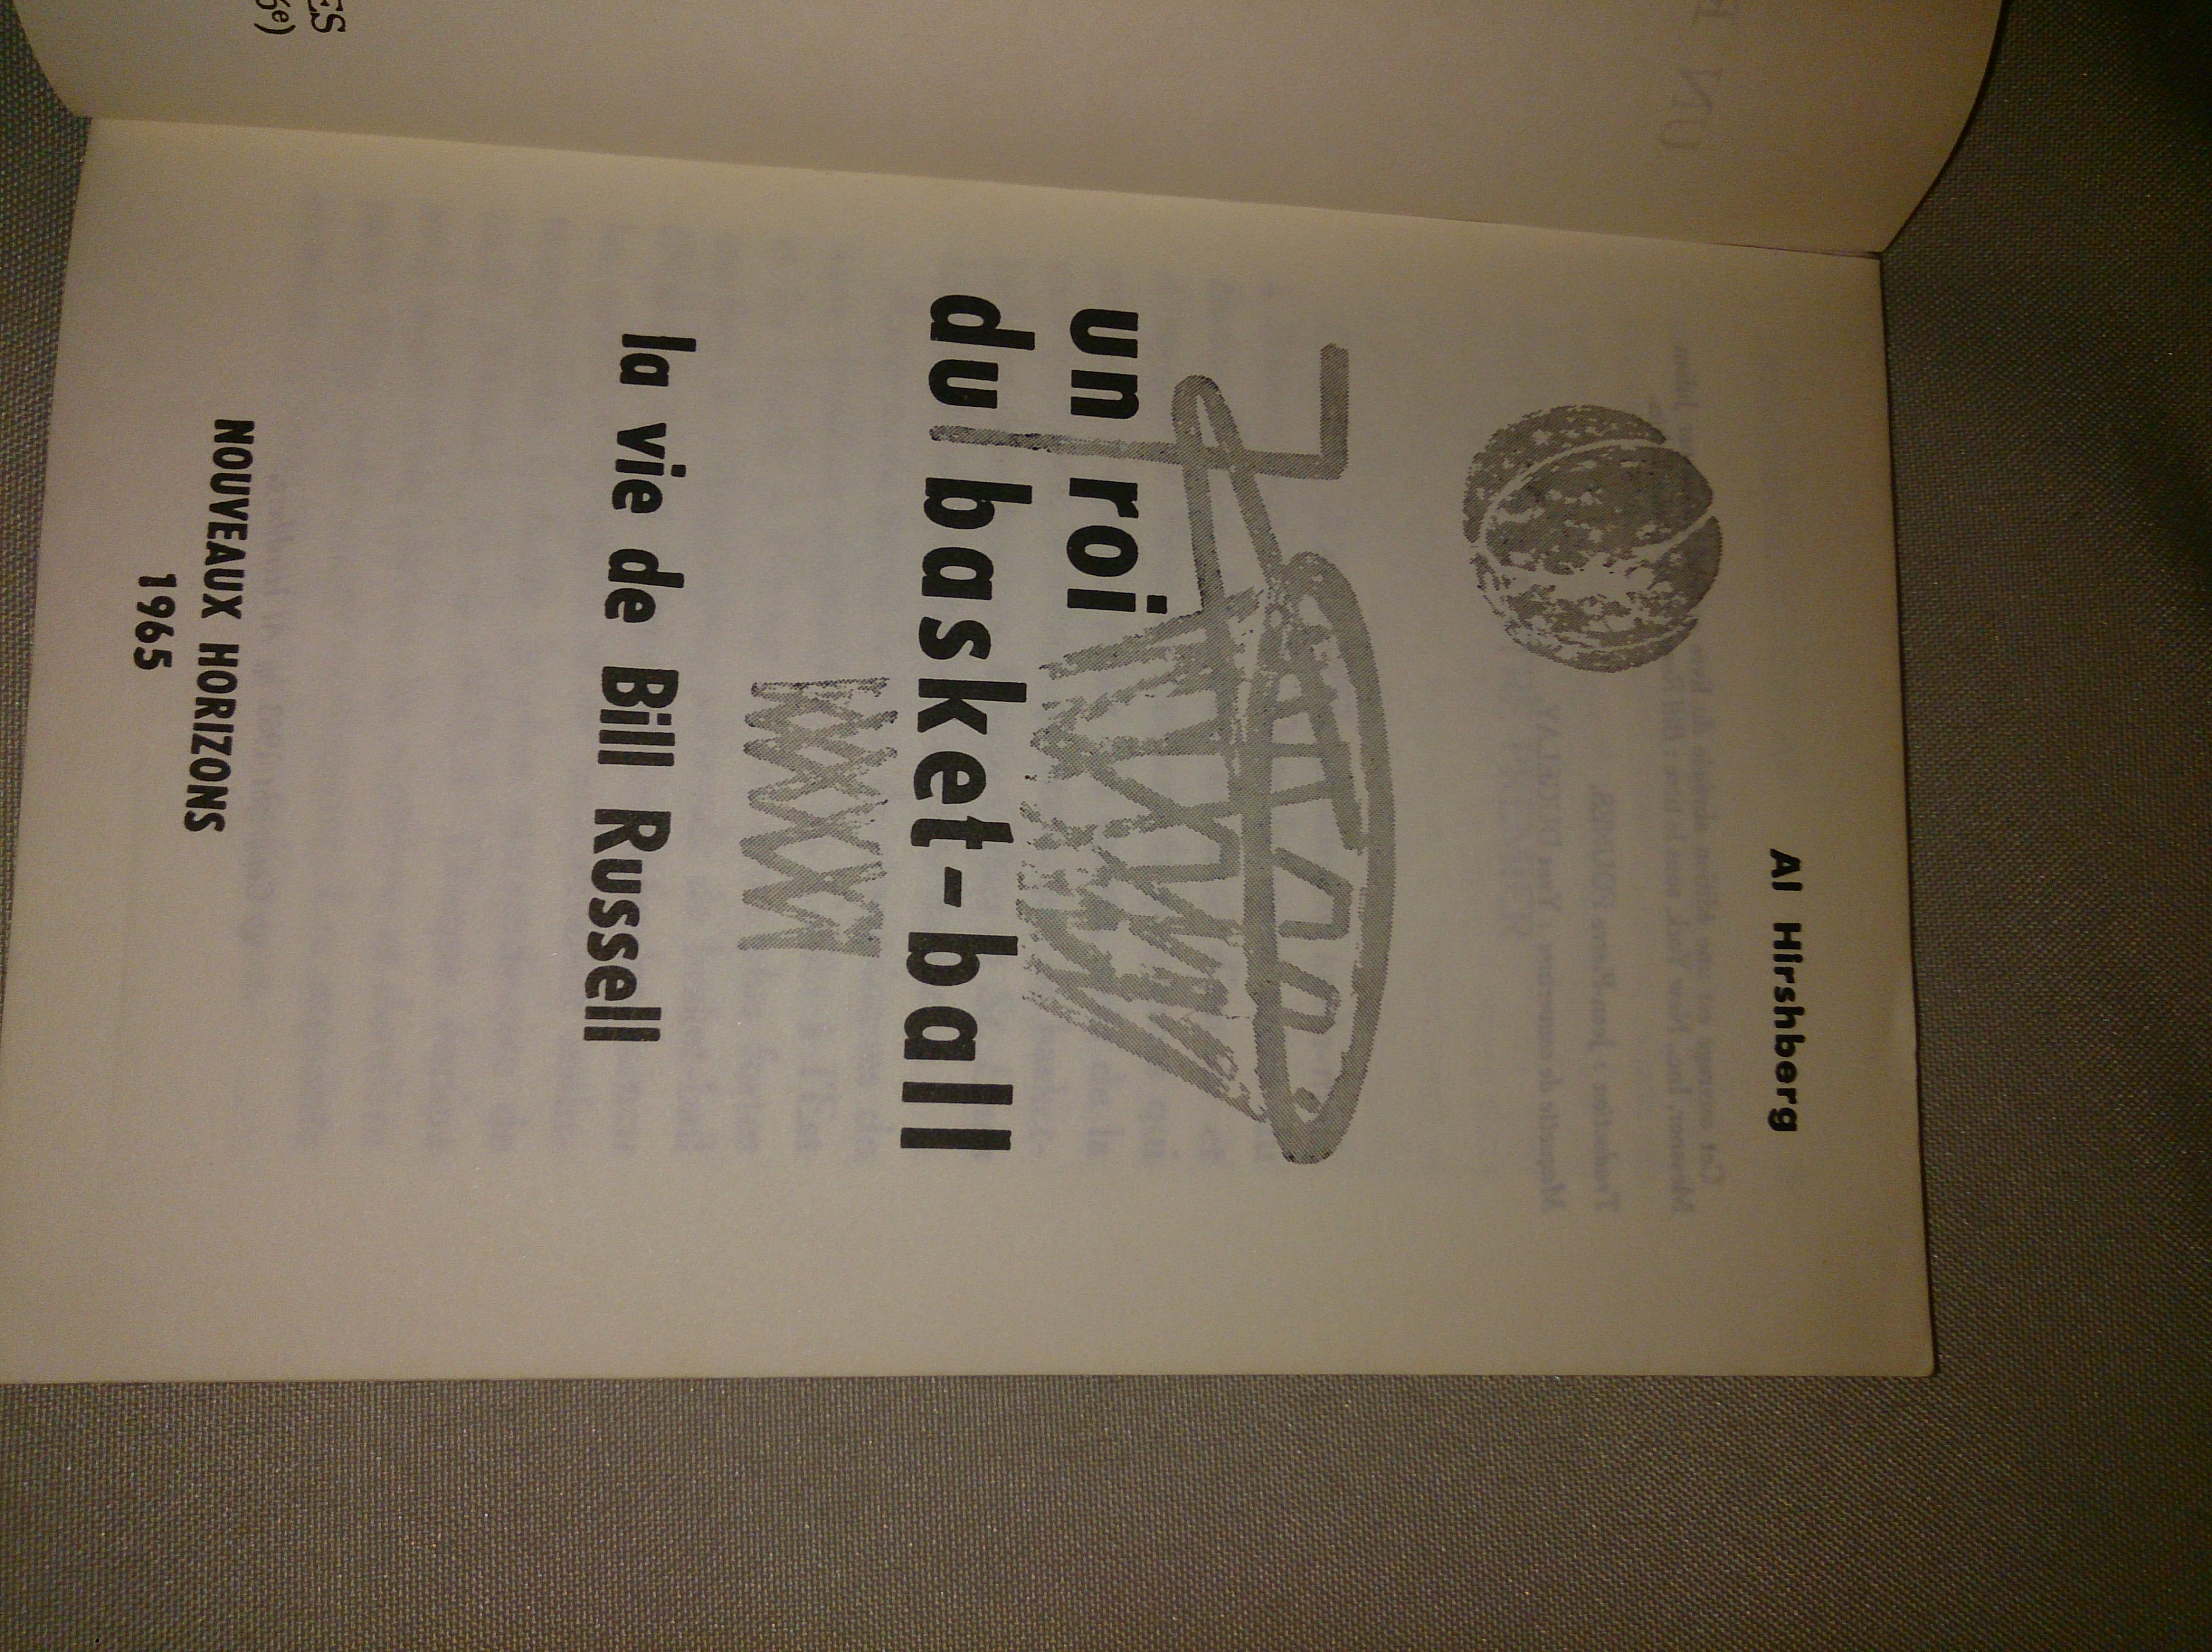 Al Hirshberg
un roi
du basket-ball
la vie de Bill Russell
NOUVEAUX HORIZONS
1965